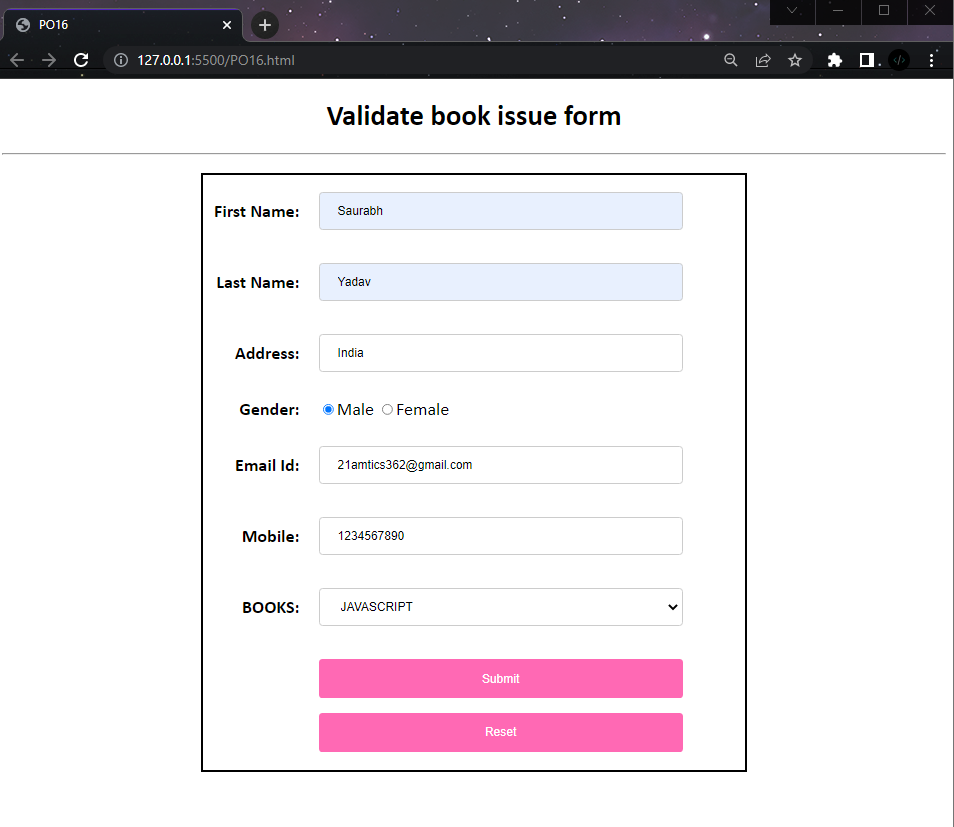 PO16
127.0.0.1:5500/PO16.html
Validate book issue form
First Name: Saurabh
Last Name: Yadav
Address: India
Gender: Male Female
Email Id: 21amtics362@gmail.com
Mobile: 1234567890
BOOKS: JAVASCRIPT
Submit
Reset